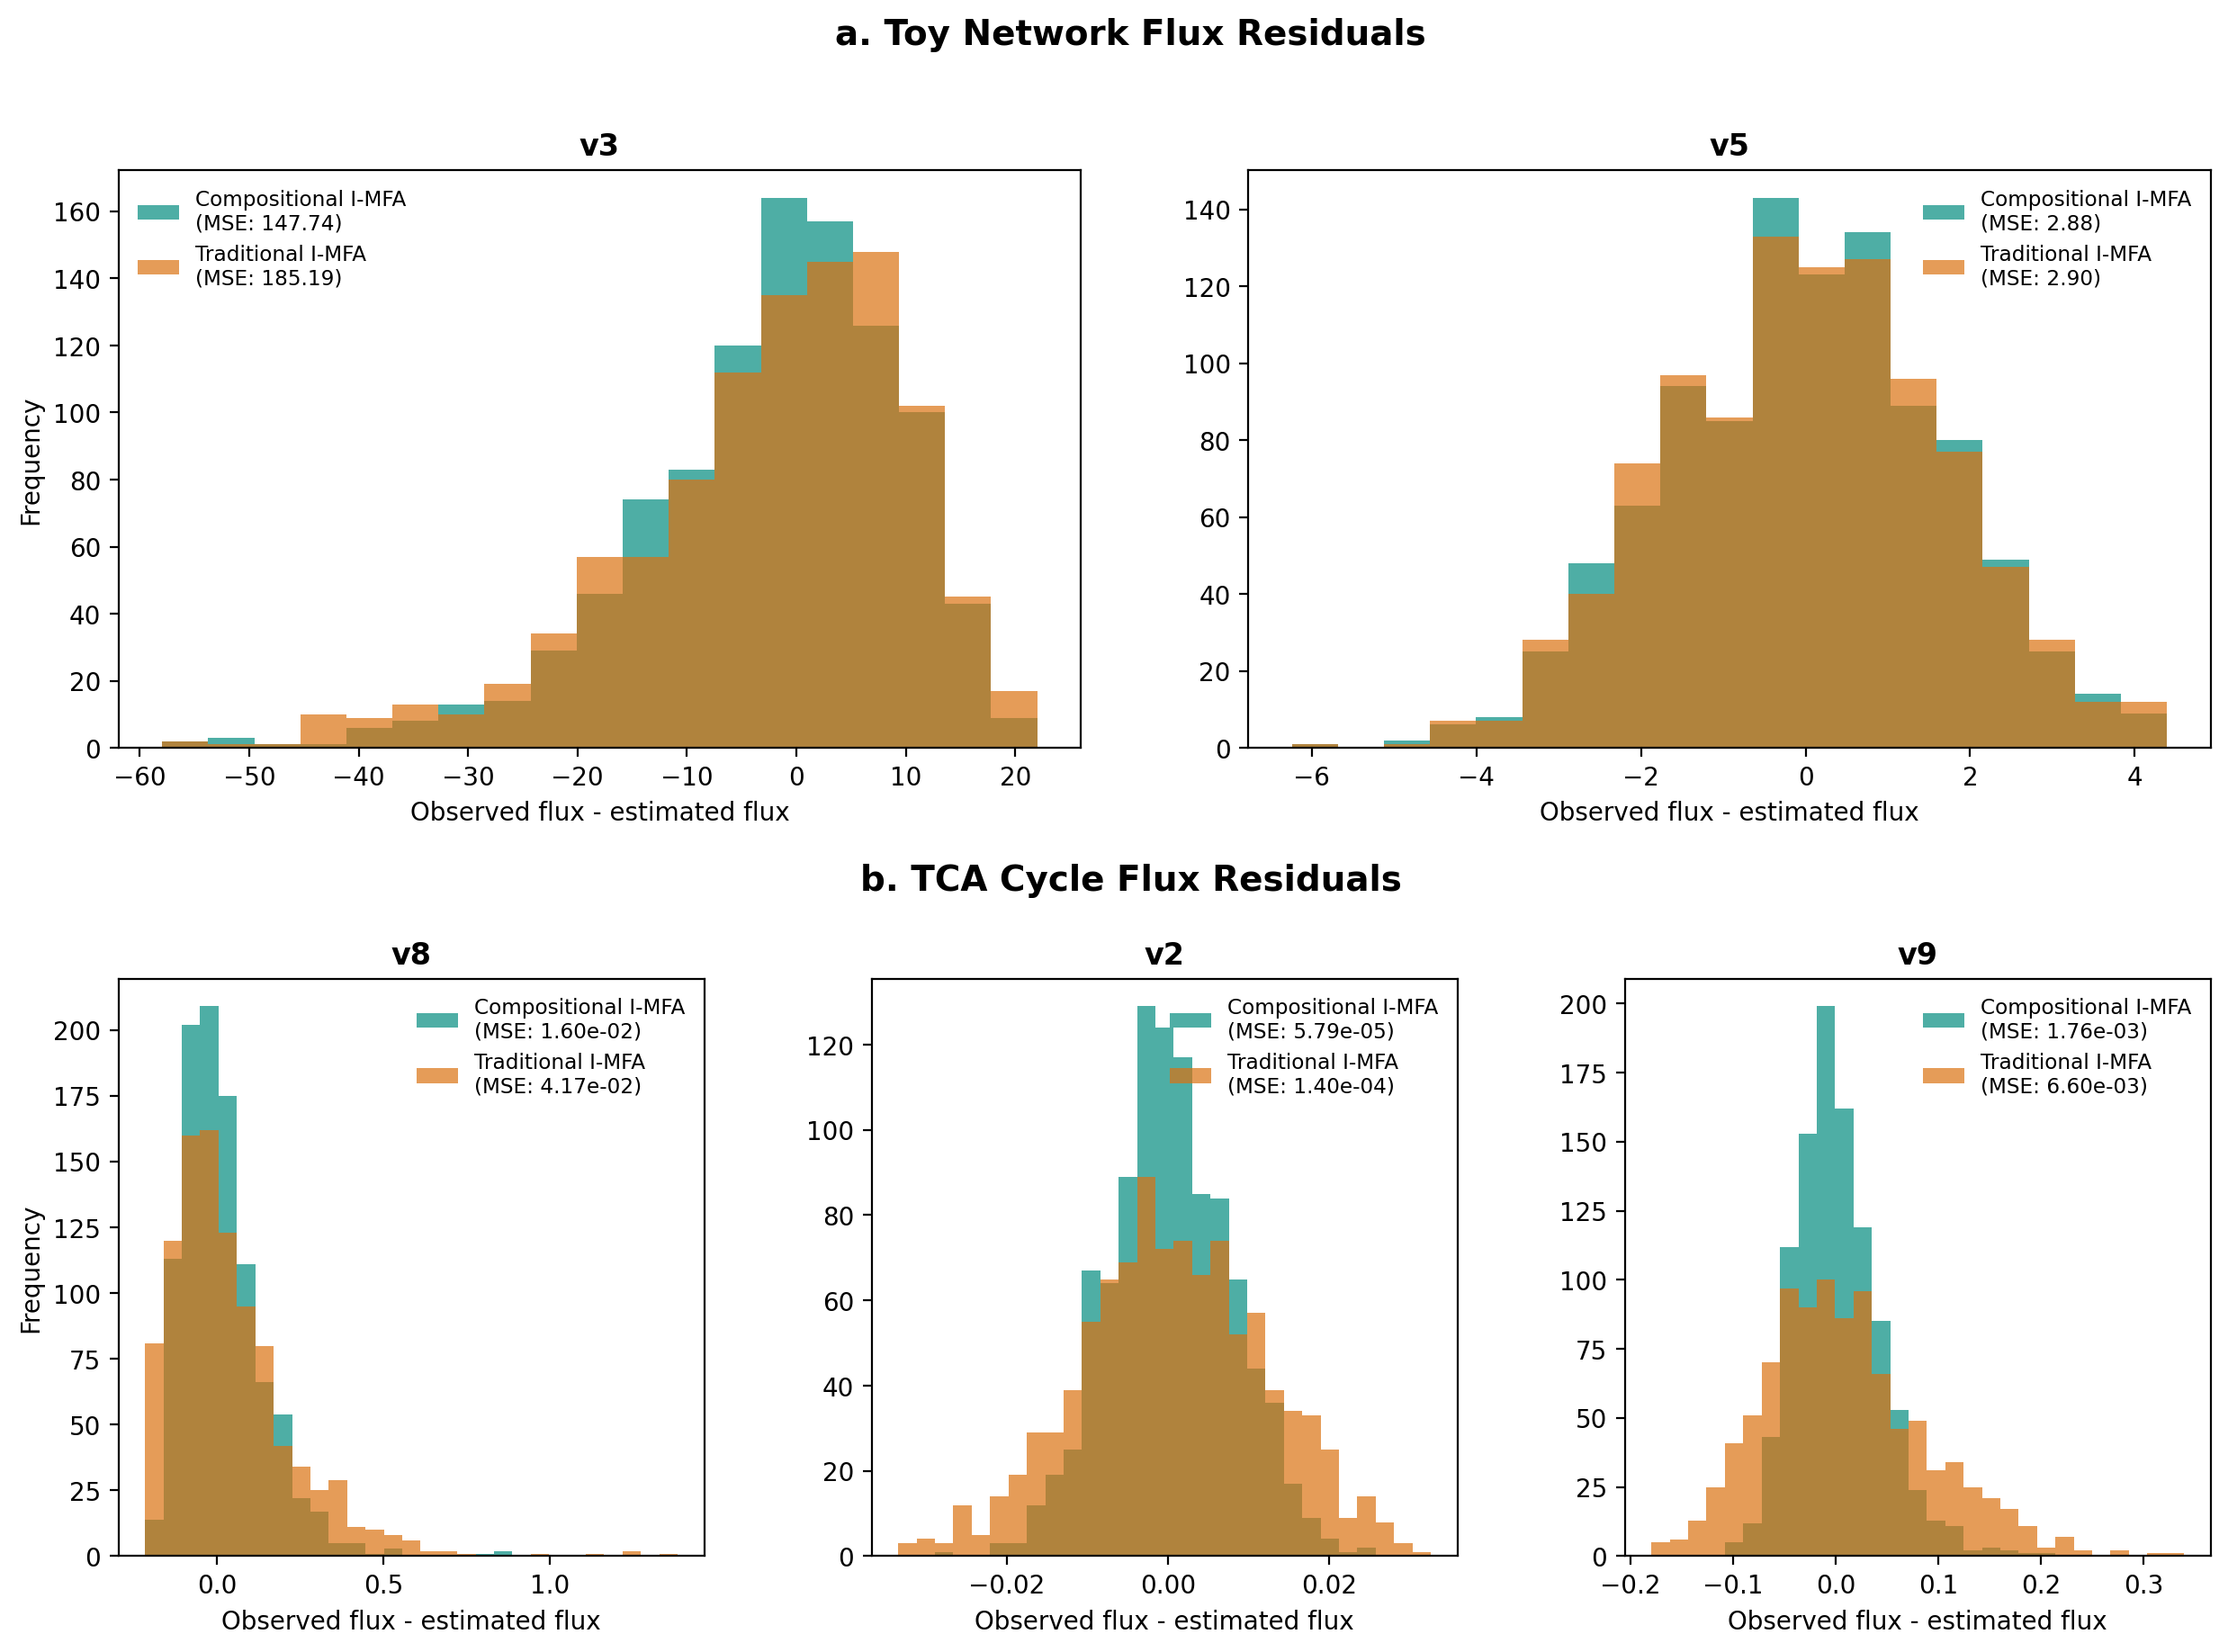 a. Toy Network Flux Residuals
v3
Compositional I-MFA
(MSE: 147.74)
Traditional I-MFA
(MSE: 185.19)
Frequency
160
140
120
100
80
60
40
20
0
−60 −50 −40 −30 −20 −10 0 10 20
Observed flux - estimated flux
v5
Compositional I-MFA
(MSE: 2.88)
Traditional I-MFA
(MSE: 2.90)
140
120
100
80
60
40
20
0
−6 −4 −2 0 2 4
Observed flux - estimated flux
b. TCA Cycle Flux Residuals
v8
Compositional I-MFA
(MSE: 1.60e-02)
Traditional I-MFA
(MSE: 4.17e-02)
Frequency
200
175
150
125
100
75
50
25
0
0.0 0.5 1.0
Observed flux - estimated flux
v2
Compositional I-MFA
(MSE: 5.79e-05)
Traditional I-MFA
(MSE: 1.40e-04)
120
100
80
60
40
20
0
−0.02 0.00 0.02
Observed flux - estimated flux
v9
Compositional I-MFA
(MSE: 1.76e-03)
Traditional I-MFA
(MSE: 6.60e-03)
200
175
150
125
100
75
50
25
0
−0.2 −0.1 0.0 0.1 0.2 0.3
Observed flux - estimated flux